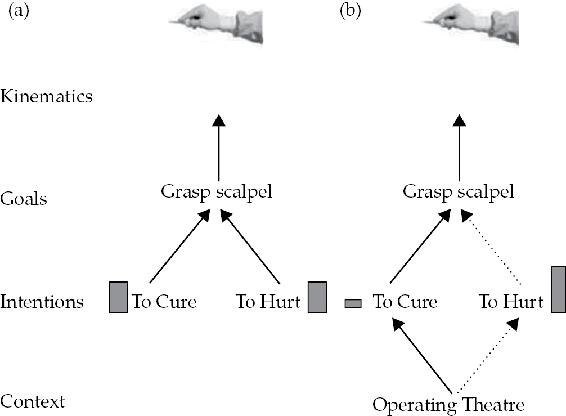 (a) (b)
Kinematics
Goals Grasp scalpel Grasp scalpel
Intentions To Cure To Hurt To Cure To Hurt
Context Operating Theatre